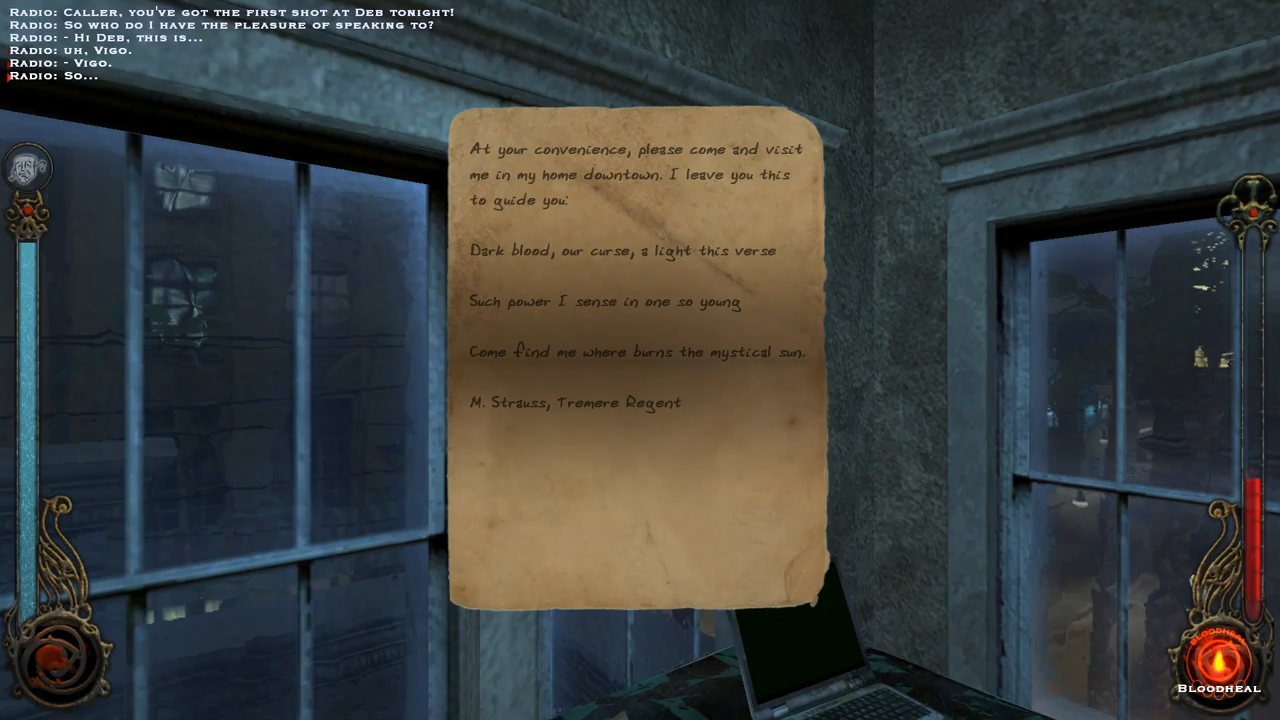 Radio: Caller, you've got the first shot at Deb tonight!
Radio: So who do I have the pleasure of speaking to?
Radio: - Hi Deb, this is...
Radio: uh, Vigo.
Radio: - Vigo.
Radio: So...
At your convenience, please come and visit
me in my home downtown. I leave you this
to guide you:
Dark blood, our curse, a light this verse
Such power I sense in one so young
Come find me where burns the mystical sun.
M. Strauss, Tremere Regent
BLOODHEAL
Bloodheal